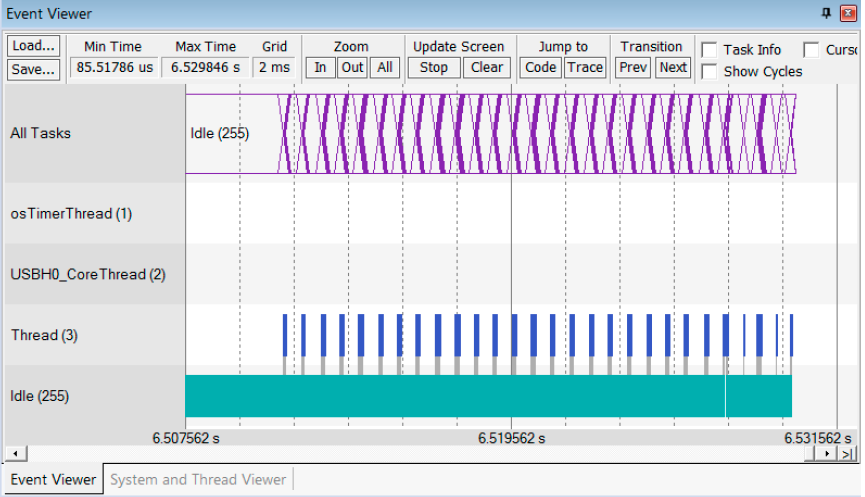 Event Viewer
Load... Min Time Max Time Grid Zoom Update Screen Jump to Transition Task Info
Save... 85.51786 us 6.529846 s 2 ms In Out All Stop Clear Code Trace Prev Next Show Cycles
All Tasks Idle (255)
osTimerThread (1)
USBH0_CoreThread (2)
Thread (3)
Idle (255)
6.507562 s 6.519562 s 6.531562 s
Event Viewer System and Thread Viewer